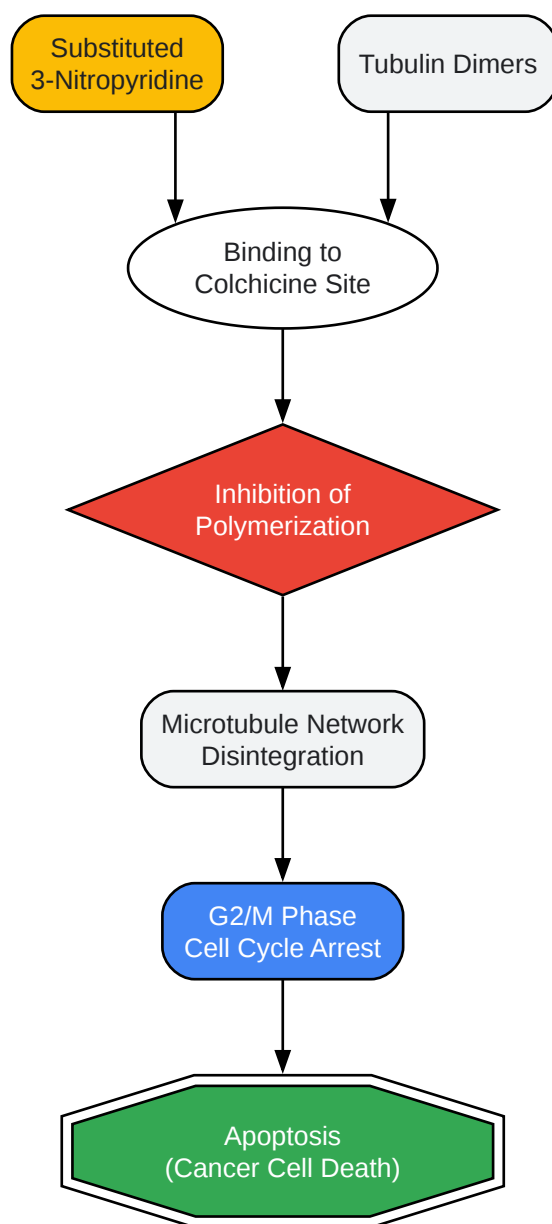 Substituted
3-Nitropyridine
Tubulin Dimers
Binding to
Colchicine Site
Inhibition of
Polymerization
Microtubule Network
Disintegration
G2/M Phase
Cell Cycle Arrest
Apoptosis
(Cancer Cell Death)